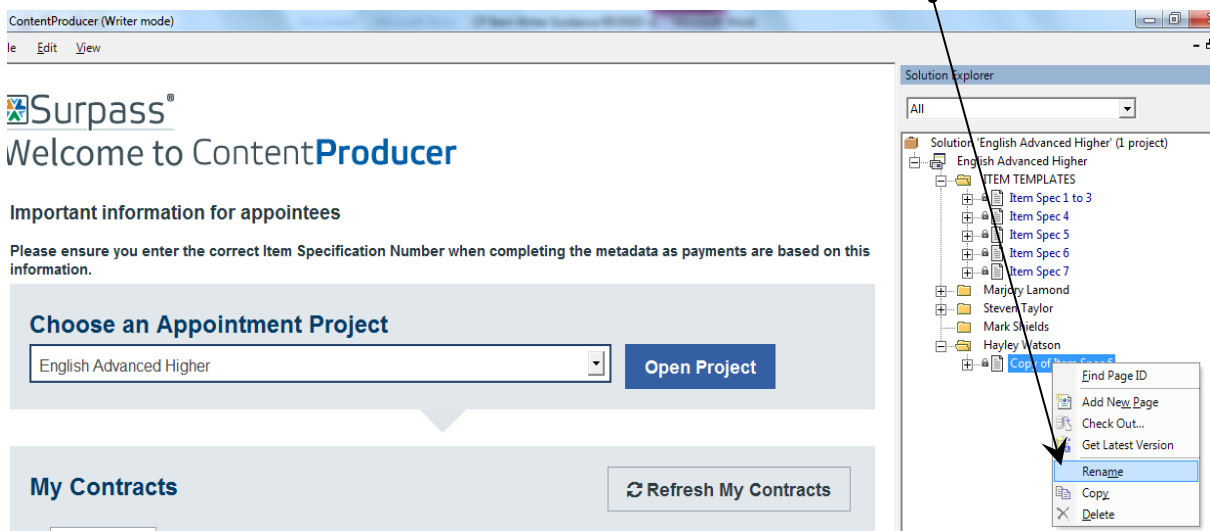 ContentProducer (Writer mode)
le Edit View
Surpass®
Welcome to ContentProducer
Important information for appointees
Please ensure you enter the correct Item Specification Number when completing the metadata as payments are based on this
information.
Choose an Appointment Project
English Advanced Higher
Open Project
My Contracts
Refresh My Contracts
Solution Explorer
All
Solution 'English Advanced Higher' (1 project)
English Advanced Higher
ITEM TEMPLATES
Item Spec 1 to 3
Item Spec 4
Item Spec 5
Item Spec 6
Item Spec 7
Marjory Lamond
Steven Taylor
Mark Shields
Hayley Watson
Copy of Item Spec 6
Find Page ID
Add New Page
Check Out...
Get Latest Version
Rename
Copy
Delete